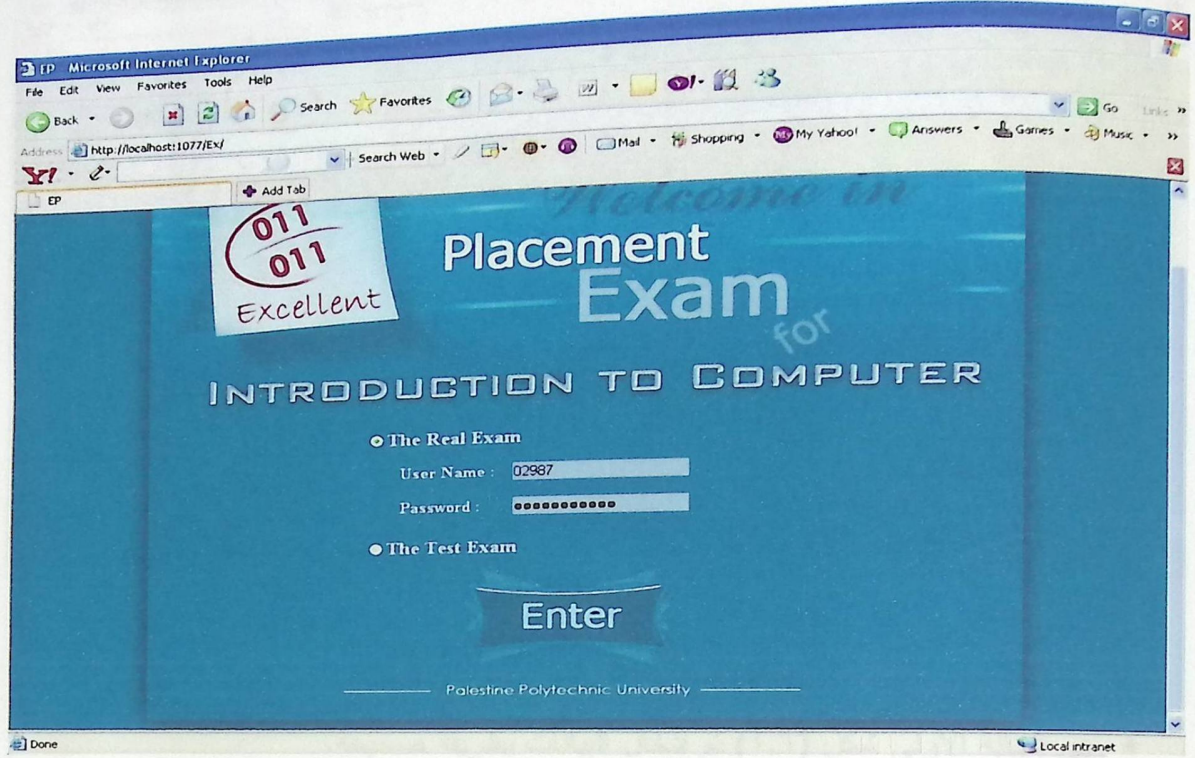 EP Microsoft Internet Explorer
File Edit View Favorites Tools Help
Back Search Favorites W Y!
Address http://localhost:1077/Ex/ Go Links »
Y! Search Web Mail Shopping My Yahoo! Answers Games Music »
EP Add Tab
Welcome in
011
011
Excellent
Placement
Exam
for
INTRODUCTION TO COMPUTER
The Real Exam
User Name : 02987
Password : •••••••••••
The Test Exam
Enter
Palestine Polytechnic University
Done Local intranet